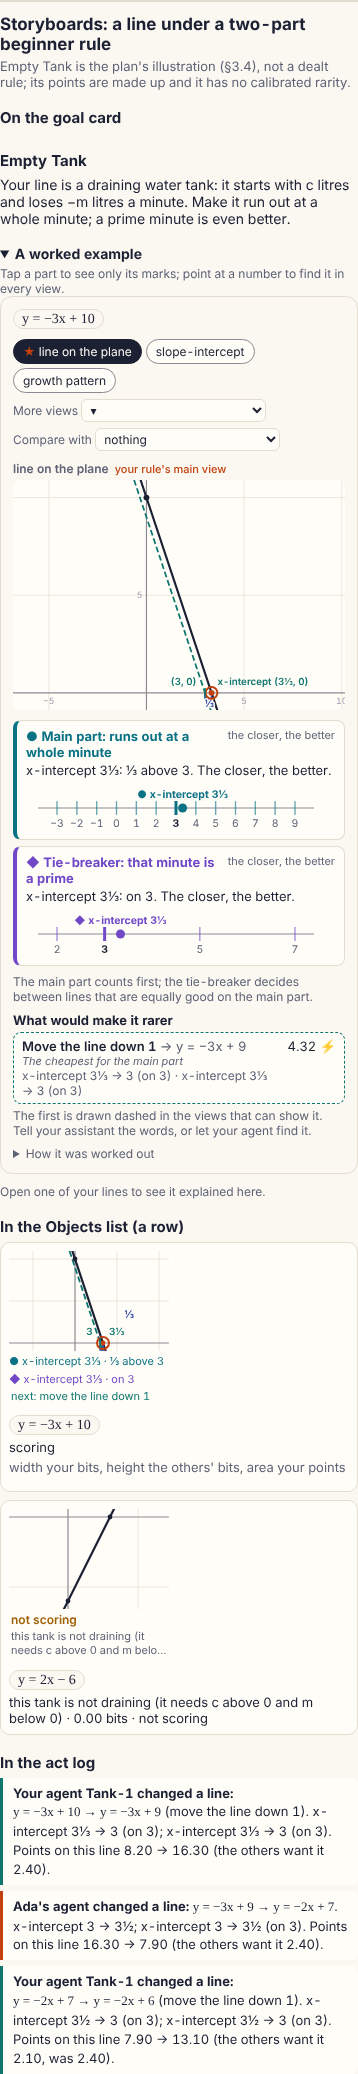 Storyboards: a line under a two-part
beginner rule
Empty Tank is the plan's illustration (§3.4), not a dealt
rule; its points are made up and it has no calibrated rarity.
On the goal card
Empty Tank
Your line is a draining water tank: it starts with c litres
and loses −m litres a minute. Make it run out at a
whole minute; a prime minute is even better.
▼ A worked example
Tap a part to see only its marks; point at a number to find it in
every view.
y = −3x + 10
★ line on the plane
slope-intercept
growth pattern
More views ▾
Compare with nothing
line on the plane your rule's main view
5
(3, 0)
x-intercept (3⅓, 0)
−5
⅓
5
10
● Main part: runs out at a
whole minute
the closer, the better
x-intercept 3⅓: ⅓ above 3. The closer, the better.
● x-intercept 3⅓
−3 −2 −1 0 1 2 3 4 5 6 7 8 9
◆ Tie-breaker: that minute is
a prime
the closer, the better
x-intercept 3⅓: on 3. The closer, the better.
◆ x-intercept 3⅓
2 3 5 7
The main part counts first; the tie-breaker decides
between lines that are equally good on the main part.
What would make it rarer
Move the line down 1 → y = −3x + 9 4.32 ⚡
The cheapest for the main part
x-intercept 3⅓ → 3 (on 3) · x-intercept 3⅓
→ 3 (on 3)
The first is drawn dashed in the views that can show it.
Tell your assistant the words, or let your agent find it.
▶ How it was worked out
Open one of your lines to see it explained here.
In the Objects list (a row)
⅓
3 3⅓
● x-intercept 3⅓ · ⅓ above 3
◆ x-intercept 3⅓ · on 3
next: move the line down 1
y = −3x + 10
scoring
width your bits, height the others' bits, area your points
not scoring
this tank is not draining (it
needs c above 0 and m belo…
y = 2x − 6
this tank is not draining (it needs c above 0 and m
below 0) · 0.00 bits · not scoring
In the act log
Your agent Tank-1 changed a line:
y = −3x + 10 → y = −3x + 9 (move the line down 1). x-
intercept 3⅓ → 3 (on 3); x-intercept 3⅓ → 3 (on 3).
Points on this line 8.20 → 16.30 (the others want it
2.40).
Ada's agent changed a line: y = −3x + 9 → y = −2x + 7.
x-intercept 3 → 3½; x-intercept 3 → 3½ (on 3). Points
on this line 16.30 → 7.90 (the others want it 2.40).
Your agent Tank-1 changed a line:
y = −2x + 7 → y = −2x + 6 (move the line down 1). x-
intercept 3½ → 3 (on 3); x-intercept 3½ → 3 (on 3).
Points on this line 7.90 → 13.10 (the others want it
2.10, was 2.40).